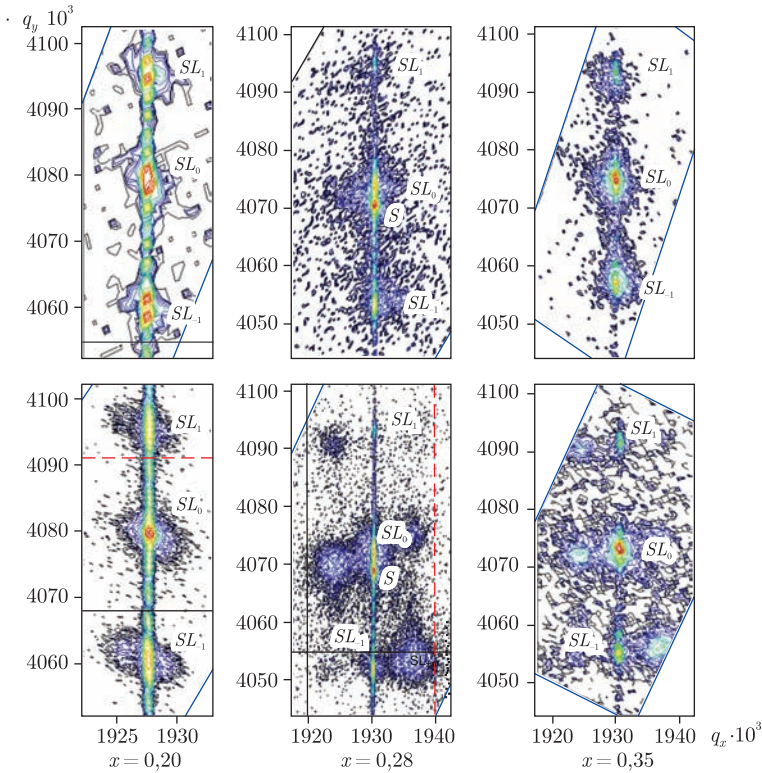 · q_y 10³
4100
4090
4080
4070
4060
SL₁
SL₀
SL₋₁
4100
4090
4080
4070
4060
4050
SL₁
SL₀
S
SL₋₁
4100
4090
4080
4070
4060
4050
SL₁
SL₀
SL₋₁
4100
4090
4080
4070
4060
SL₁
SL₀
SL₋₁
4100
4090
4080
4070
4060
4050
SL₁
SL₀
S
SL₋₁
SL
4100
4090
4080
4070
4060
4050
SL₁
SL₀
SL₋₁
1925 1930
1920 1930 1940
1920 1930 1940
q_x ·10³
x = 0,20
x = 0,28
x = 0,35